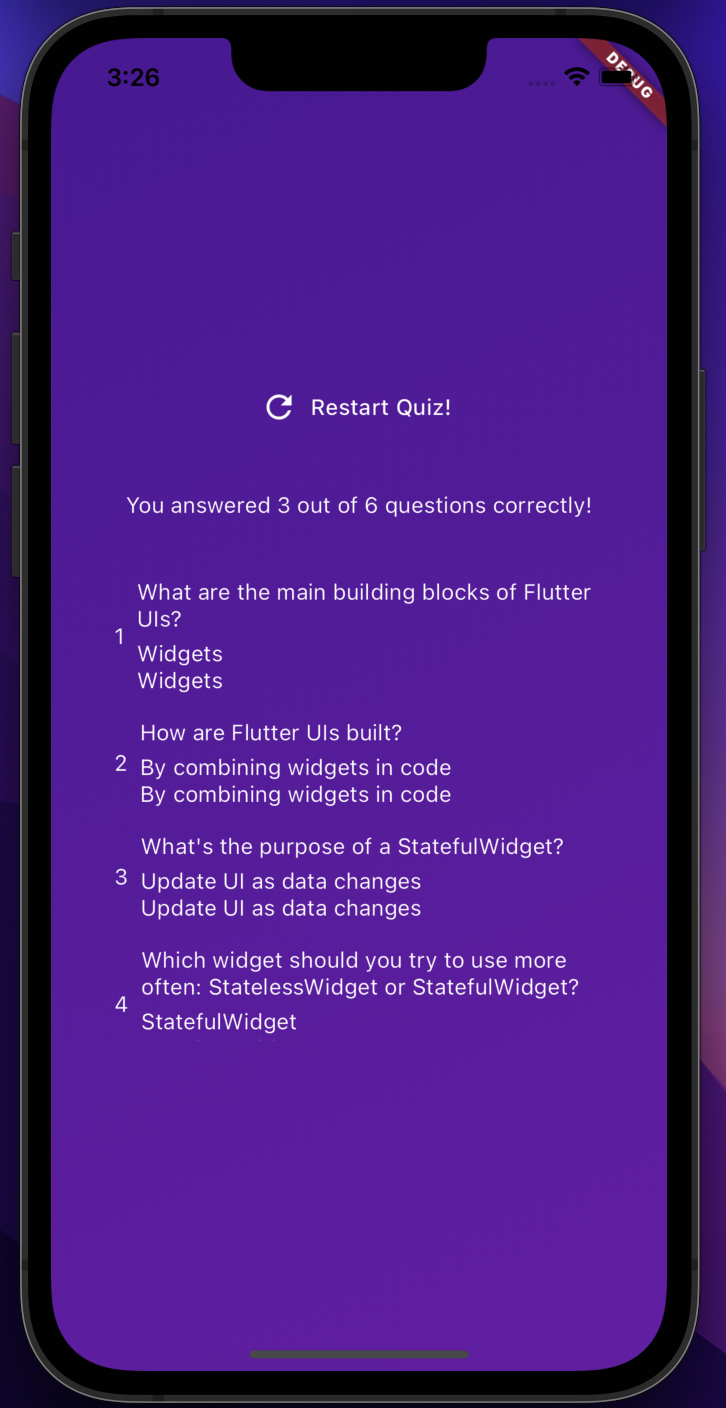 3:26
DEBUG
Restart Quiz!
You answered 3 out of 6 questions correctly!
What are the main building blocks of Flutter
UIs?
1
Widgets
Widgets
How are Flutter UIs built?
2
By combining widgets in code
By combining widgets in code
What's the purpose of a StatefulWidget?
3
Update UI as data changes
Update UI as data changes
Which widget should you try to use more
often: StatelessWidget or StatefulWidget?
4
StatefulWidget